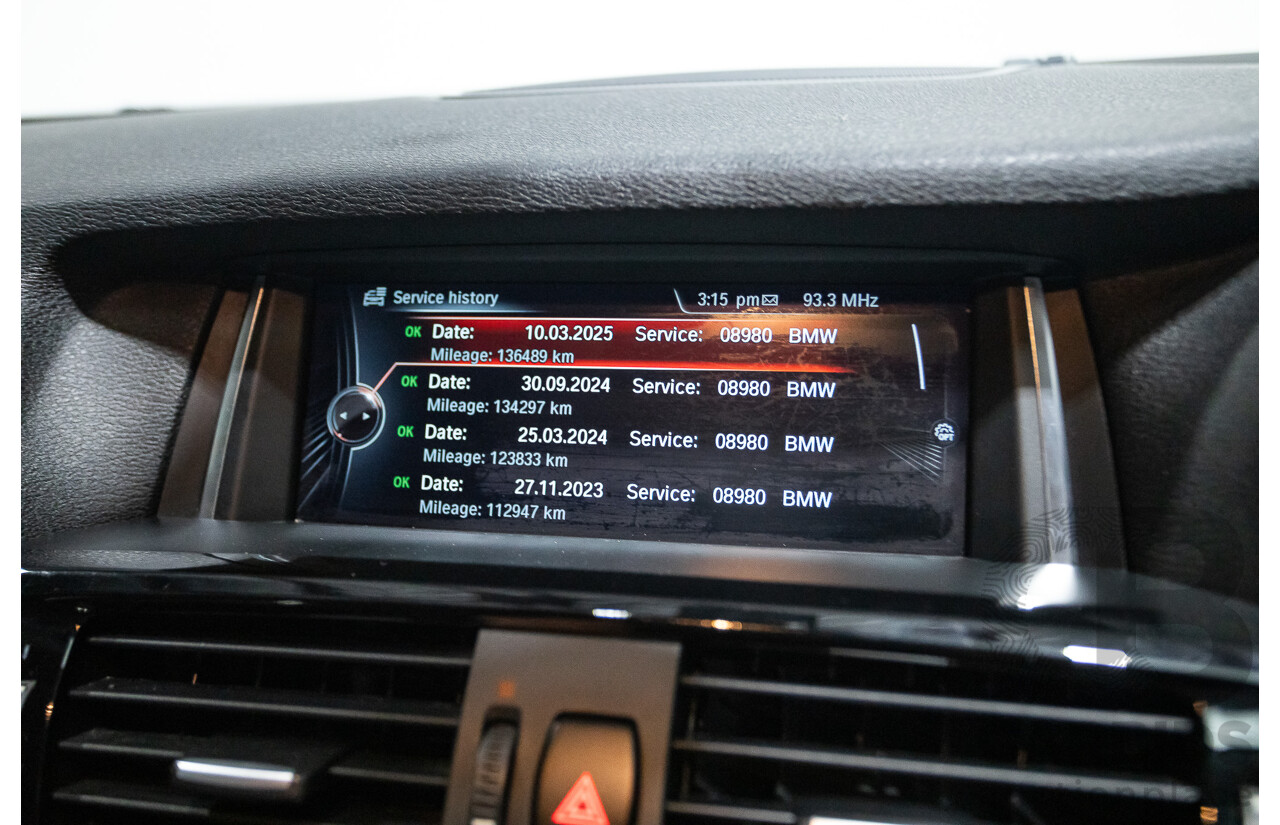 Service history 3:15 pm 93.3 MHz
OK Date: 10.03.2025 Service: 08980 BMW
Mileage: 136489 km
OK Date: 30.09.2024 Service: 08980 BMW
Mileage: 134297 km
OK Date: 25.03.2024 Service: 08980 BMW
Mileage: 123833 km
OPT
OK Date: 27.11.2023 Service: 08980 BMW
Mileage: 112947 km